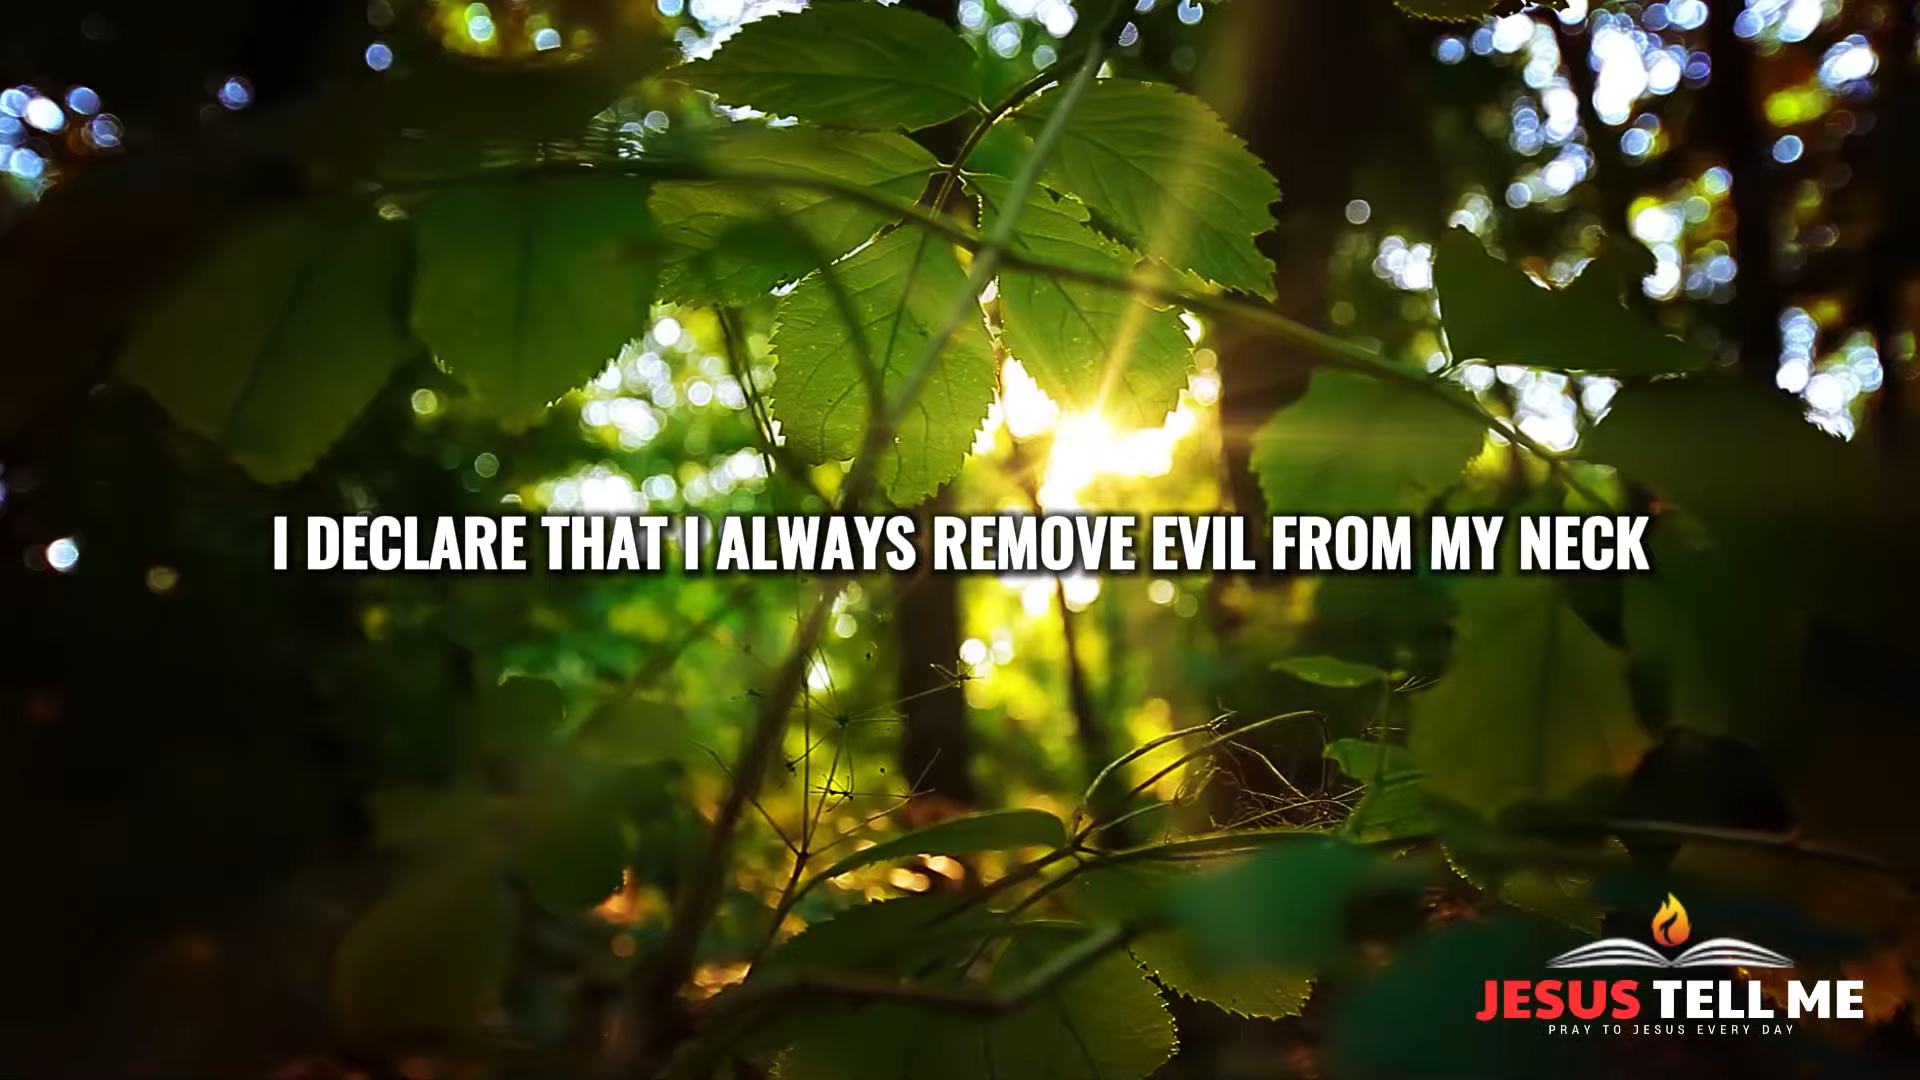 I DECLARE THAT I ALWAYS REMOVE EVIL FROM MY NECK
JESUS TELL ME
PRAY TO JESUS EVERY DAY